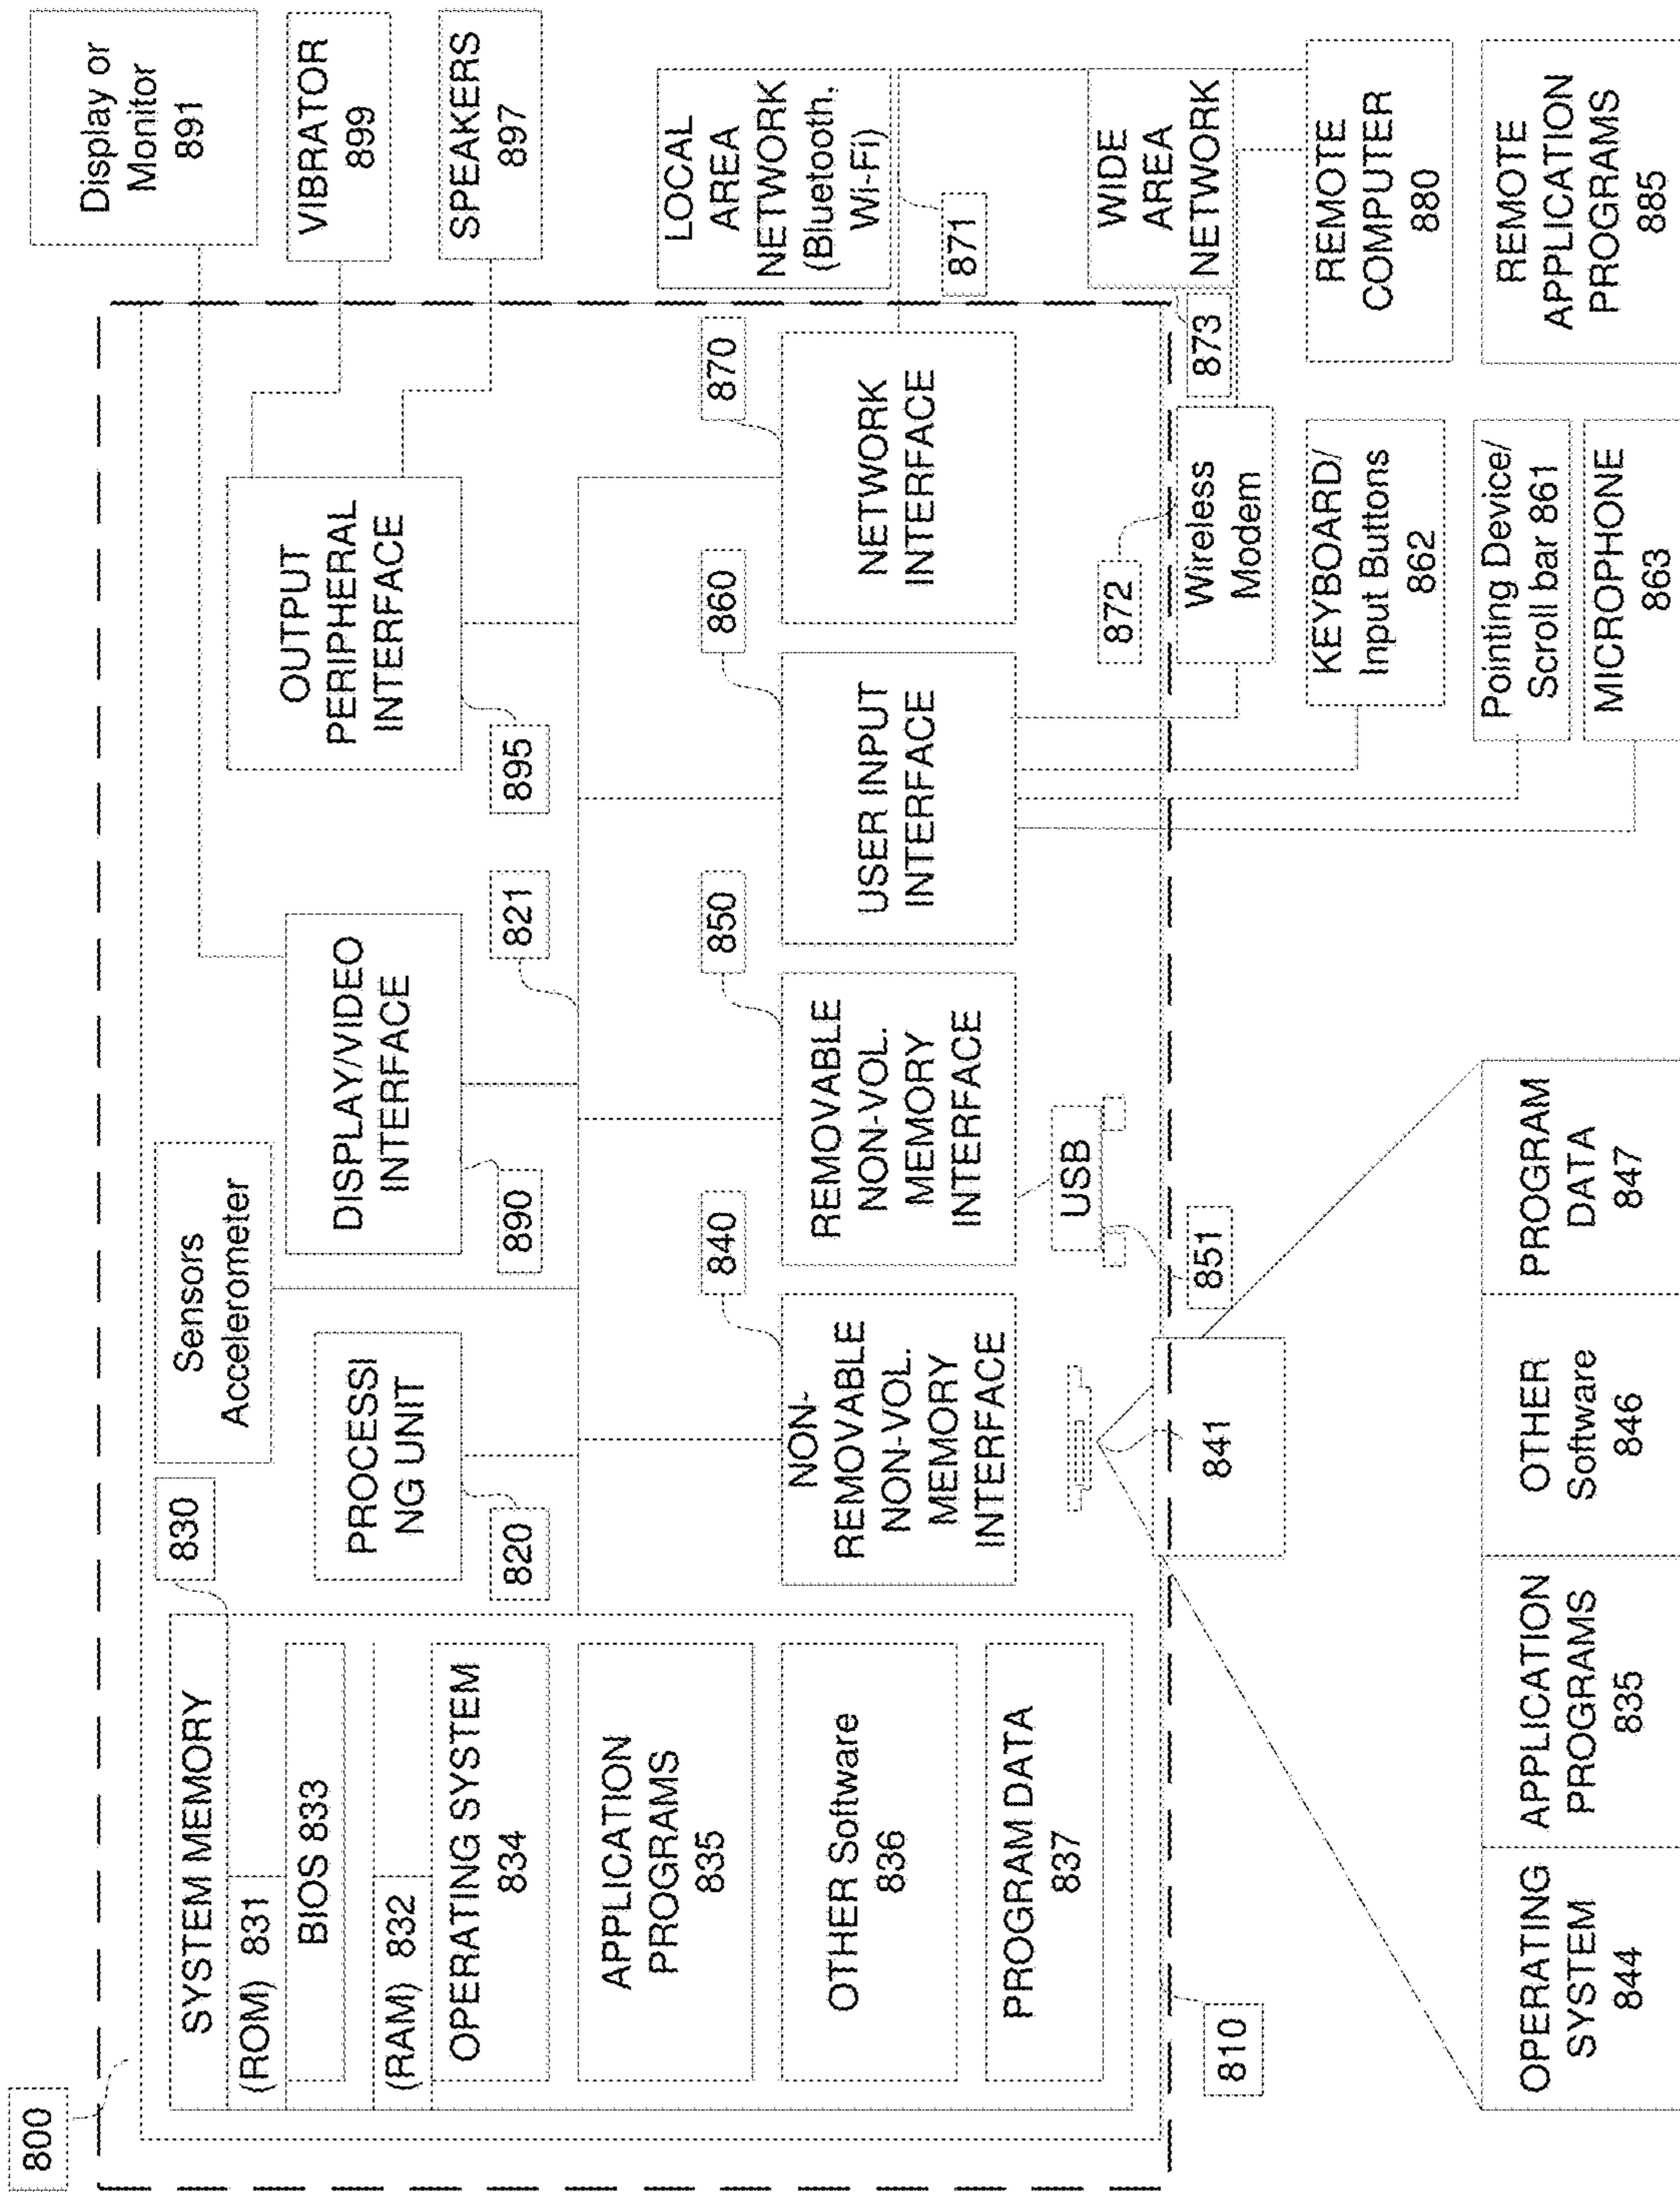 800
SYSTEM MEMORY
(ROM) 831
BIOS 833
(RAM) 832
OPERATING SYSTEM
834
APPLICATION
PROGRAMS
835
OTHER Software
836
PROGRAM DATA
837
810
830
PROCESSI
NG UNIT
820
Sensors
Accelerometer
DISPLAY/VIDEO
INTERFACE
890
821
OUTPUT
PERIPHERAL
INTERFACE
895
Display or
Monitor
891
VIBRATOR
899
SPEAKERS
897
840
NON-
REMOVABLE
NON-VOL.
MEMORY
INTERFACE
850
REMOVABLE
NON-VOL.
MEMORY
INTERFACE
860
USER INPUT
INTERFACE
870
NETWORK
INTERFACE
LOCAL
AREA
NETWORK
(Bluetooth,
Wi-Fi)
871
USB
851
841
872
Wireless
Modem
873
WIDE
AREA
NETWORK
KEYBOARD/
Input Buttons
862
Pointing Device/
Scroll bar 861
MICROPHONE
863
REMOTE
COMPUTER
880
REMOTE
APPLICATION
PROGRAMS
885
OPERATING
SYSTEM
844
APPLICATION
PROGRAMS
835
OTHER
Software
846
PROGRAM
DATA
847